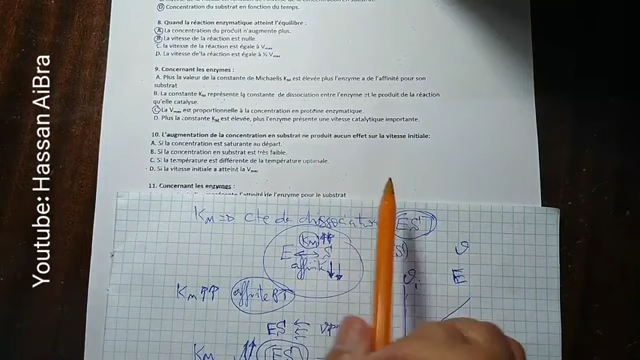 D Concentration du substrat en fonction du temps.
8. Quand la réaction enzymatique atteint l'équilibre :
A La concentration du produit n'augmente plus.
B La vitesse de la réaction est nulle.
C. la vitesse de la réaction est égale à Vmax
D. La vitesse de la réaction est égale à ½ Vmax
9. Concernant les enzymes :
A. Plus la valeur de la constante de Michaelis KM est élevée plus l'enzyme a de l'affinité pour son
substrat
B. La constante KM représente la constante de dissociation entre l'enzyme et le produit de la réaction
qu'elle catalyse.
C La VMax est proportionnelle à la concentration en protéine enzymatique.
D. Plus la constante KM est élevée, plus l'enzyme présente une vitesse catalytique importante.
10. L'augmentation de la concentration en substrat ne produit aucun effet sur la vitesse initiale:
A. Si la concentration est saturante au départ.
B. Si la concentration en substrat est très faible.
C. Si la température est différente de la température optimale.
D. Si la vitesse initiale a atteint la Vmax
11. Concernant les enzymes :
l'affinité de l'enzyme pour le substrat
KM => cte de dissociation ES
KM ↑↑
E ↔ S
affinité ↓↓
KM ↑↑ affinité
ES
KM ↑↑ ES
E
Youtube: Hassan AiBra